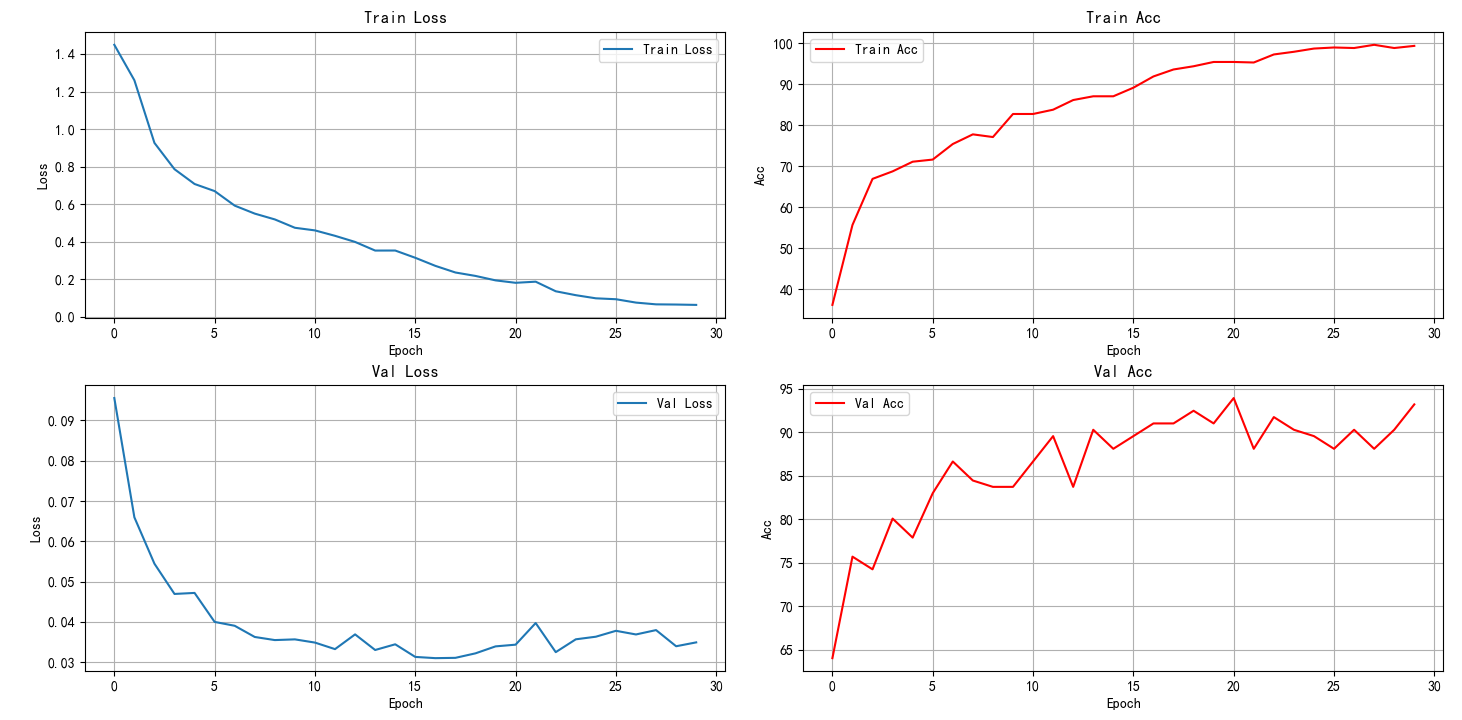 Train Loss
Train Loss
1.4
1.2
1.0
0.8
0.6
0.4
0.2
0.0
Loss
0 5 10 15 20 25 30
Epoch
Train Acc
Train Acc
100
90
80
70
60
50
40
Acc
0 5 10 15 20 25 30
Epoch
Val Loss
Val Loss
0.09
0.08
0.07
0.06
0.05
0.04
0.03
Loss
0 5 10 15 20 25 30
Epoch
Val Acc
Val Acc
95
90
85
80
75
70
65
Acc
0 5 10 15 20 25 30
Epoch